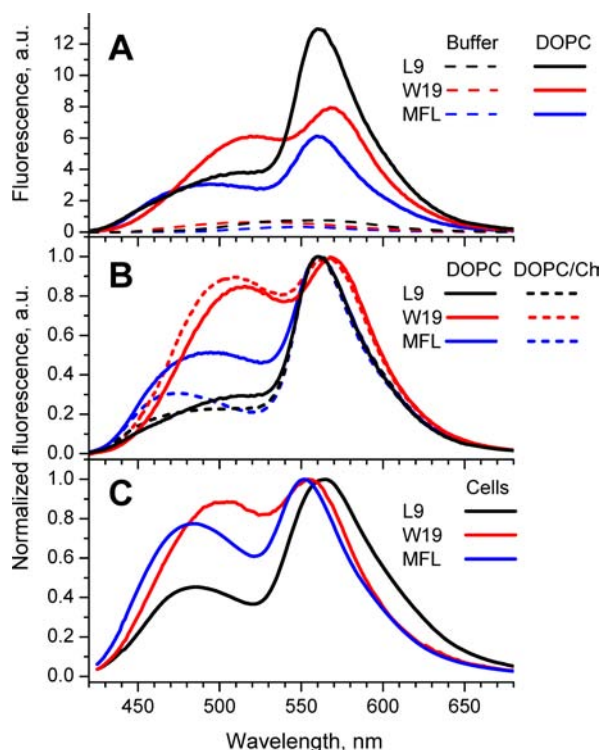 A
Buffer DOPC
L9
W19
MFL
Fluorescence, a.u.
12
10
8
6
4
2
0
B
DOPC DOPC/Ch
L9
W19
MFL
Normalized fluorescence, a.u.
1.0
0.8
0.6
0.4
0.2
0.0
C
Cells
L9
W19
MFL
1.0
0.8
0.6
0.4
0.2
0.0
450 500 550 600 650
Wavelength, nm